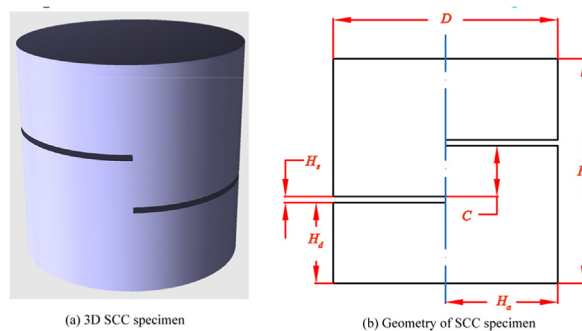 D
H_s
H_d
C
H_a
(a) 3D SCC specimen
(b) Geometry of SCC specimen